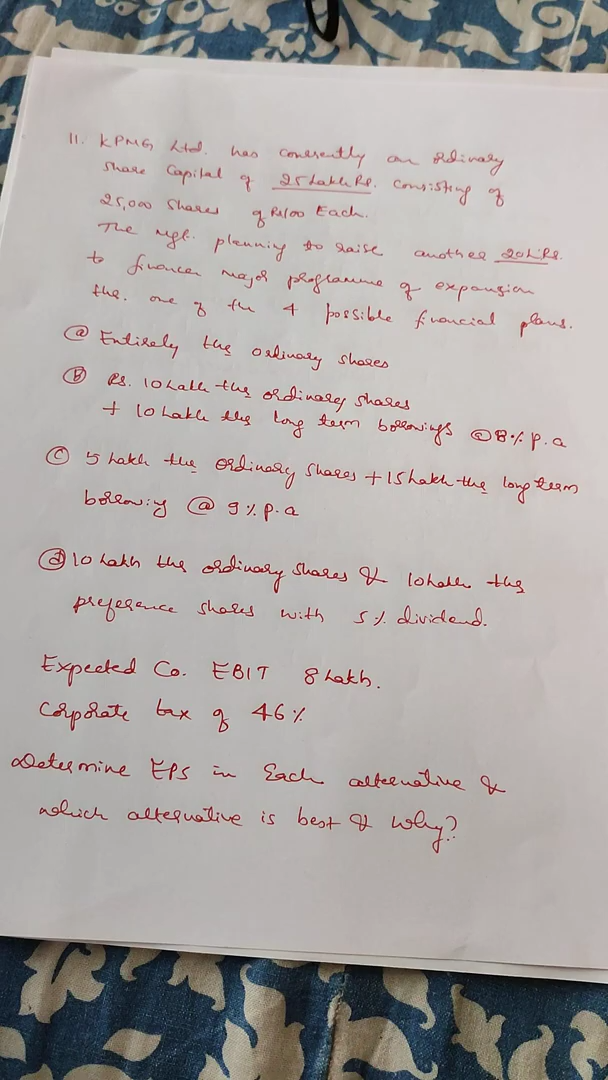 11. KPMG Ltd. has conerently an ordinary
share Capital of 25 Lakh Rs. Consisting of
25,000 Shares of Rs100 Each.
The mgt. planning to raise another 20 L. Rs.
to finance major programme of expansion
the. one of the 4 possible financial plans.
(a) Entirely the ordinary shares
(B) Rs. 10 Lakh the ordinary shares
+ 10 Lakh the long term borrowings @ 8% p.a
(C) 5 Lakh the ordinary shares + 15 Lakh the long term
borrowing @ 9% p.a
(d) 10 Lakh the ordinary shares & 10 Lakh the
preference shares with 5% dividend.
Expected Co. EBIT 8 Lakh.
Corporate tax of 46%
Determine EPS in Each alternative &
which alternative is best & Why?